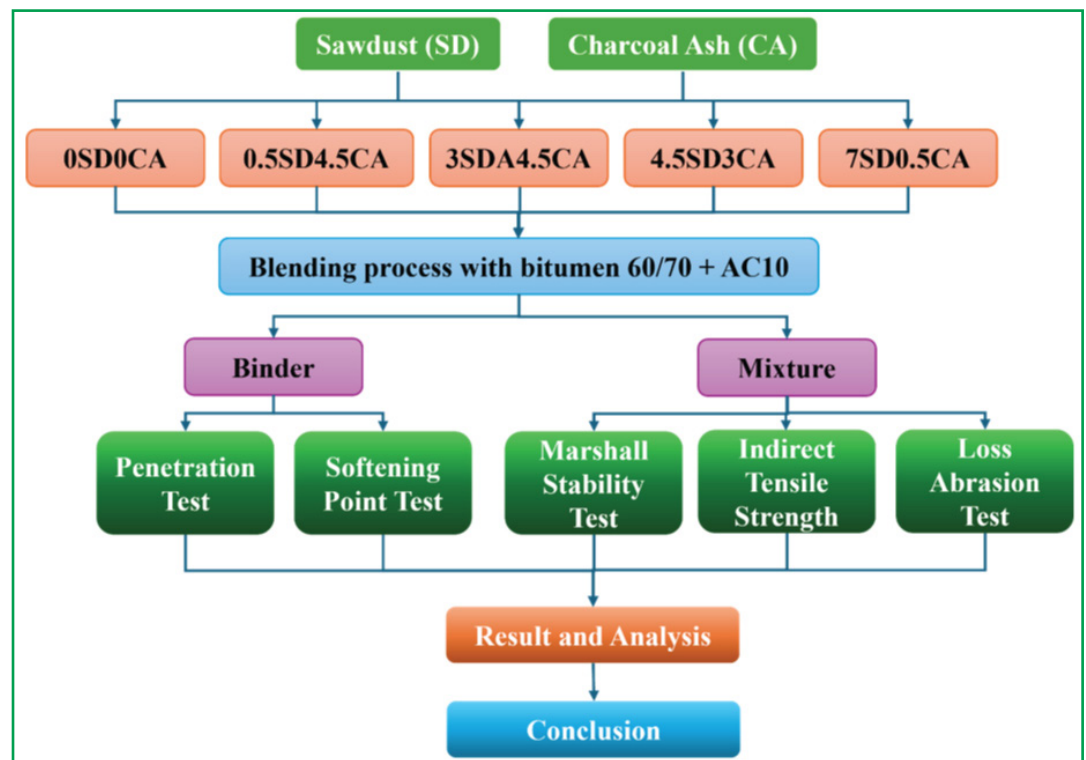 Sawdust (SD)
Charcoal Ash (CA)
0SD0CA
0.5SD4.5CA
3SDA4.5CA
4.5SD3CA
7SD0.5CA
Blending process with bitumen 60/70 + AC10
Binder
Mixture
Penetration
Test
Softening
Point Test
Marshall
Stability
Test
Indirect
Tensile
Strength
Loss
Abrasion
Test
Result and Analysis
Conclusion